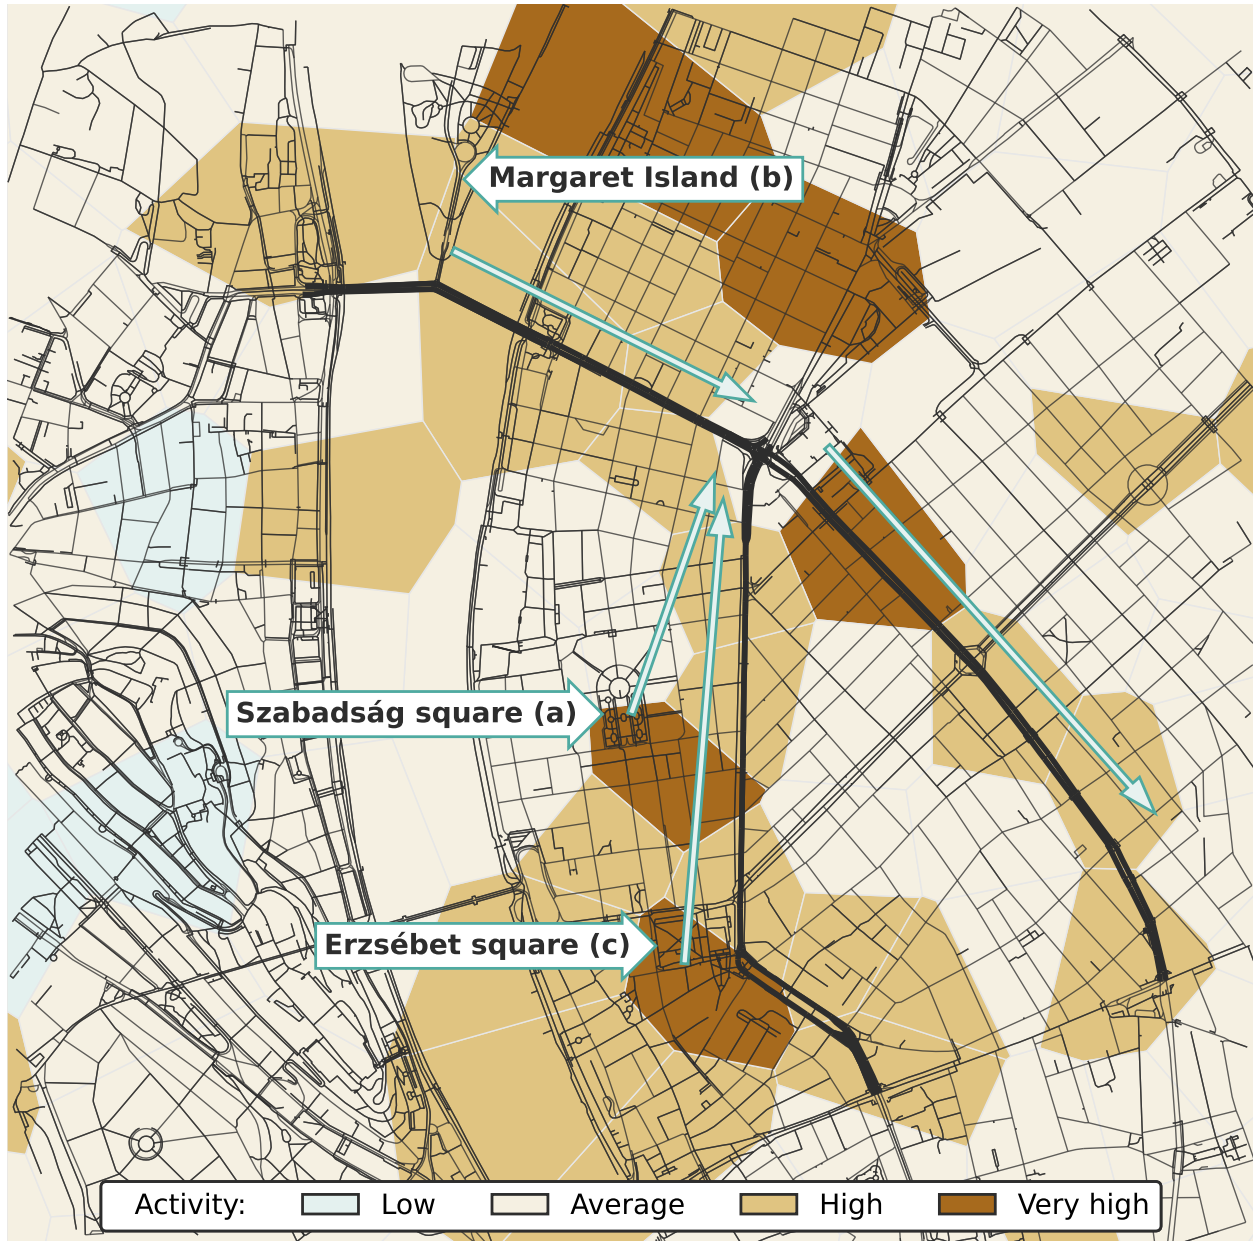 Margaret Island (b)
Szabadság square (a)
Erzsébet square (c)
Activity: Low Average High Very high